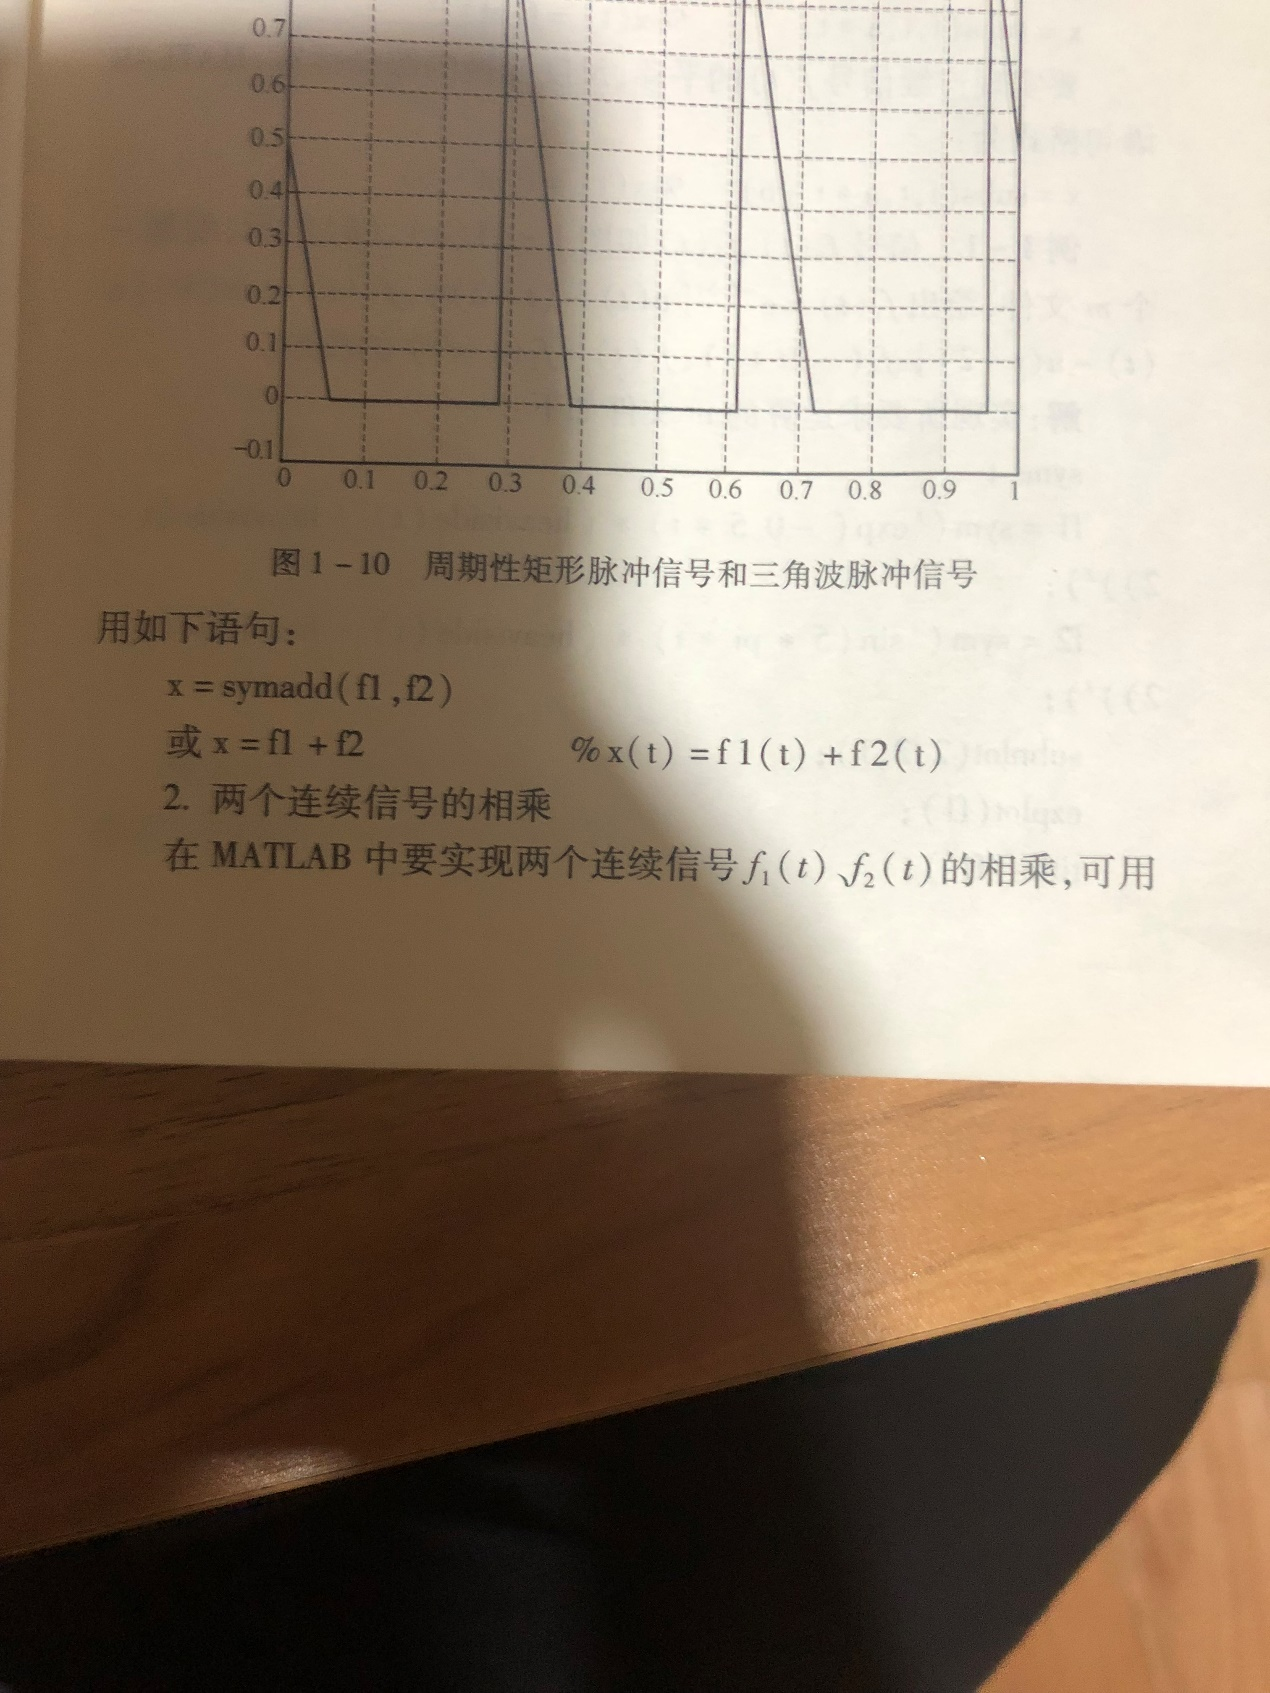 0.7
0.6
0.5
0.4
0.3
0.2
0.1
0
-0.1
0 0.1 0.2 0.3 0.4 0.5 0.6 0.7 0.8 0.9 1
图1-10 周期性矩形脉冲信号和三角波脉冲信号
用如下语句:
x = symadd(f1,f2)
或 x = f1 + f2 % x(t) = f1(t) + f2(t)
2. 两个连续信号的相乘
在 MATLAB 中要实现两个连续信号f₁(t)、f₂(t)的相乘,可用